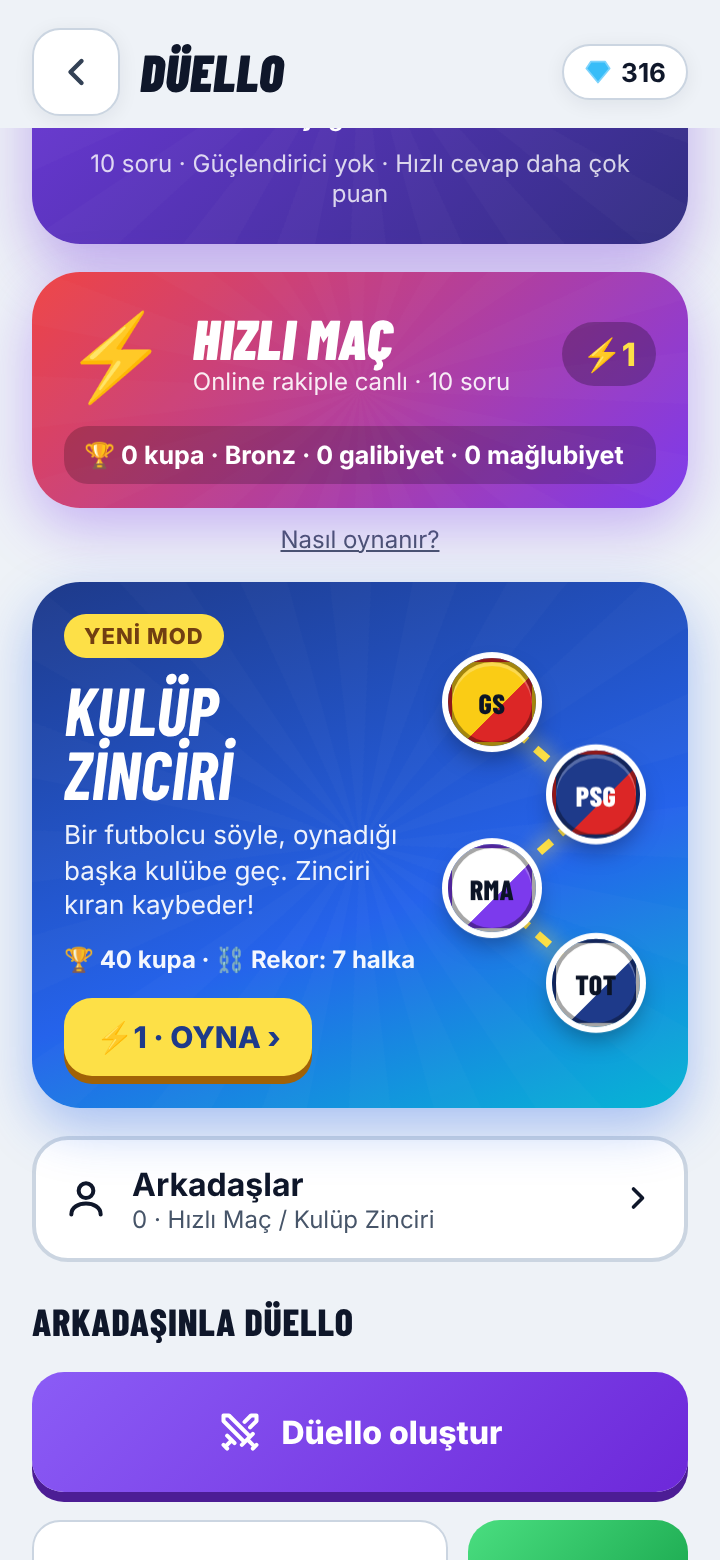 DÜELLO
316
10 soru · Güçlendirici yok · Hızlı cevap daha çok
puan
HIZLI MAÇ
Online rakiple canlı · 10 soru
⚡1
🏆 0 kupa · Bronz · 0 galibiyet · 0 mağlubiyet
Nasıl oynanır?
YENİ MOD
KULÜP
ZİNCİRİ
Bir futbolcu söyle, oynadığı
başka kulübe geç. Zinciri
kıran kaybeder!
🏆 40 kupa · ⛓️ Rekor: 7 halka
⚡1 · OYNA ›
GS
PSG
RMA
TOT
Arkadaşlar
0 · Hızlı Maç / Kulüp Zinciri
ARKADAŞINLA DÜELLO
Düello oluştur